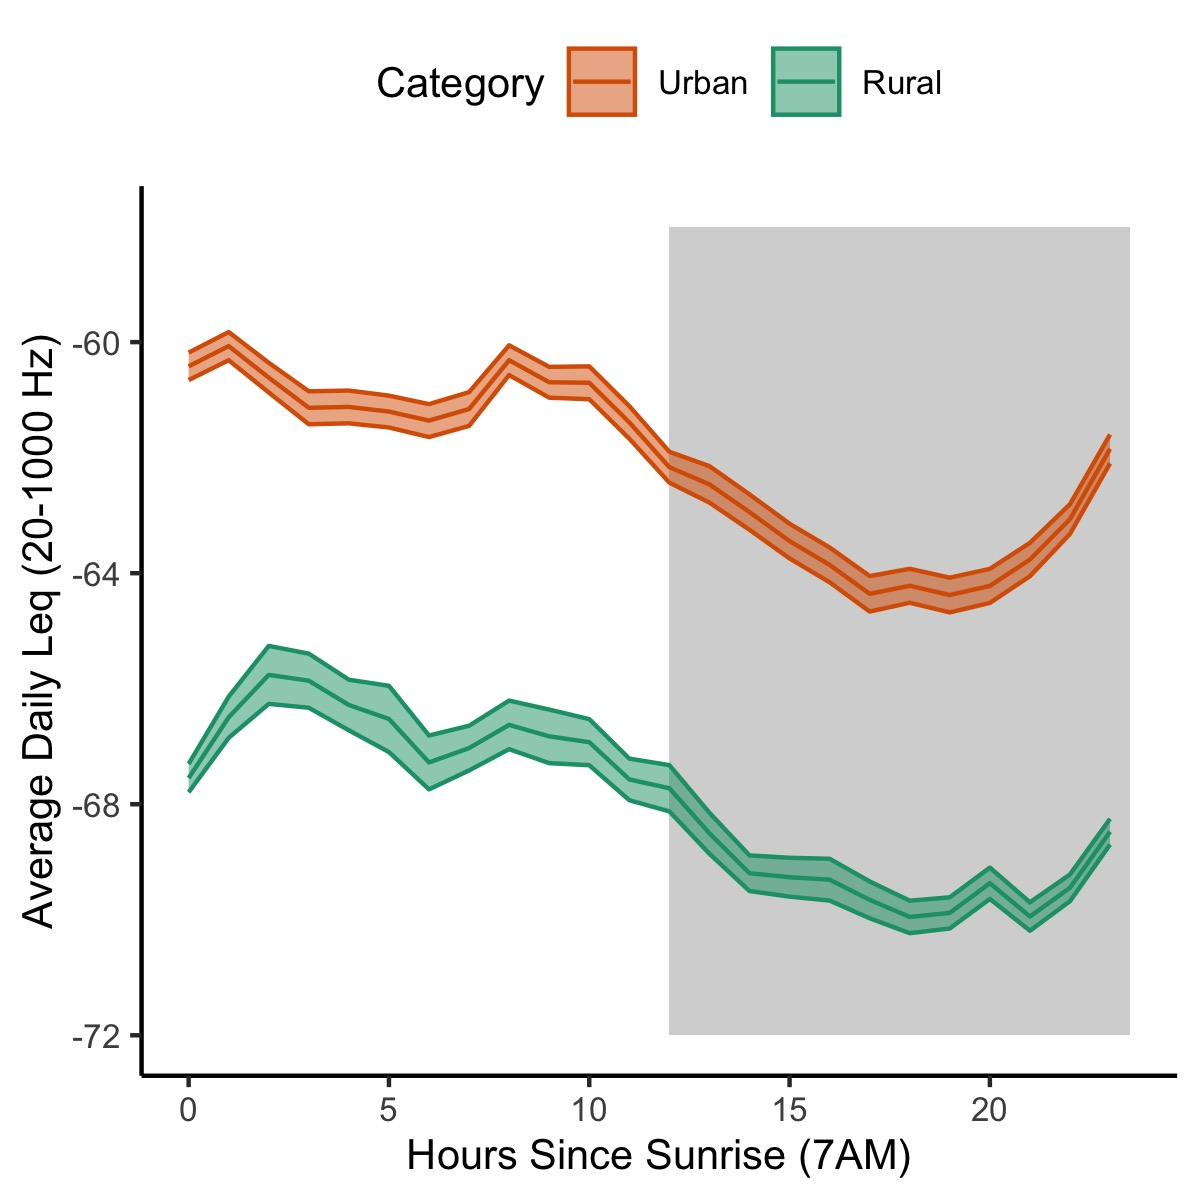 Category Urban Rural
Average Daily Leq (20-1000 Hz)
-60
-64
-68
-72
0 5 10 15 20
Hours Since Sunrise (7AM)